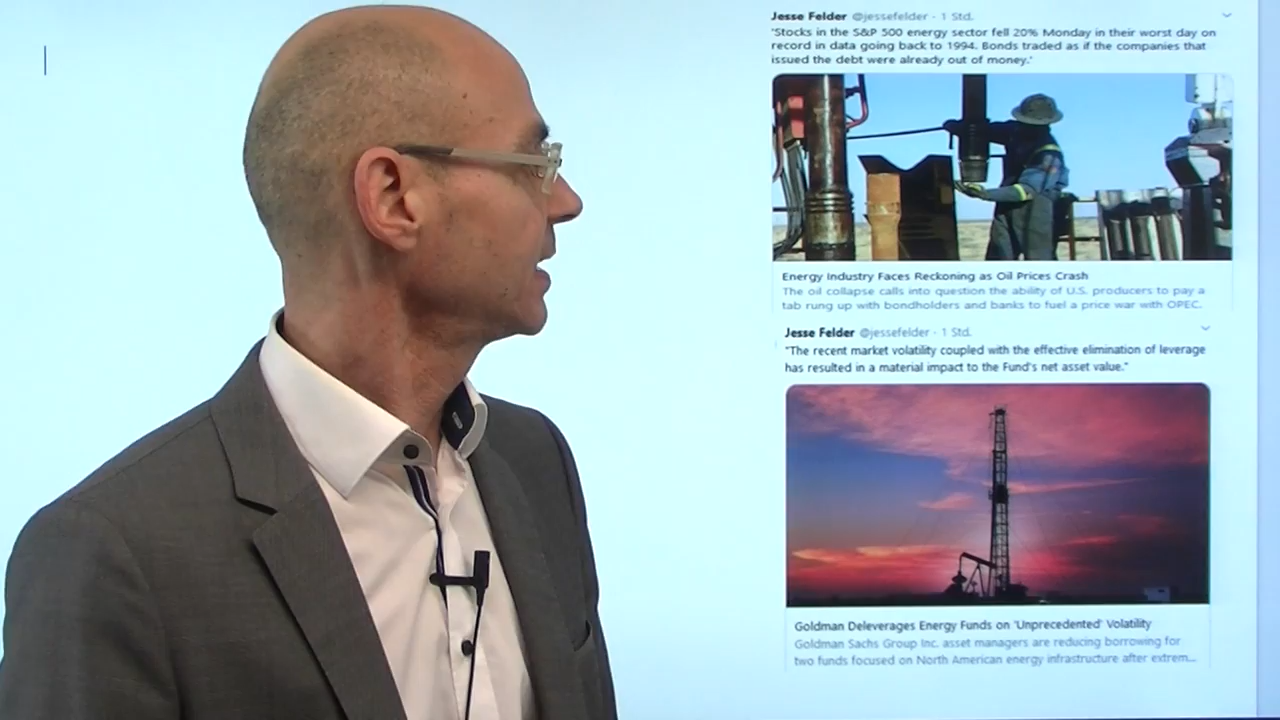 Jesse Felder @jessefelder · 1 Std.
'Stocks in the S&P 500 energy sector fell 20% Monday in their worst day on
record in data going back to 1994. Bonds traded as if the companies that
issued the debt were already out of money.'
Energy Industry Faces Reckoning as Oil Prices Crash
The oil collapse calls into question the ability of U.S. producers to pay a
tab rung up with bondholders and banks to fuel a price war with OPEC.
Jesse Felder @jessefelder · 1 Std.
"The recent market volatility coupled with the effective elimination of leverage
has resulted in a material impact to the Fund's net asset value."
Goldman Deleverages Energy Funds on 'Unprecedented' Volatility
Goldman Sachs Group Inc. asset managers are reducing borrowing for
two funds focused on North American energy infrastructure after extrem...